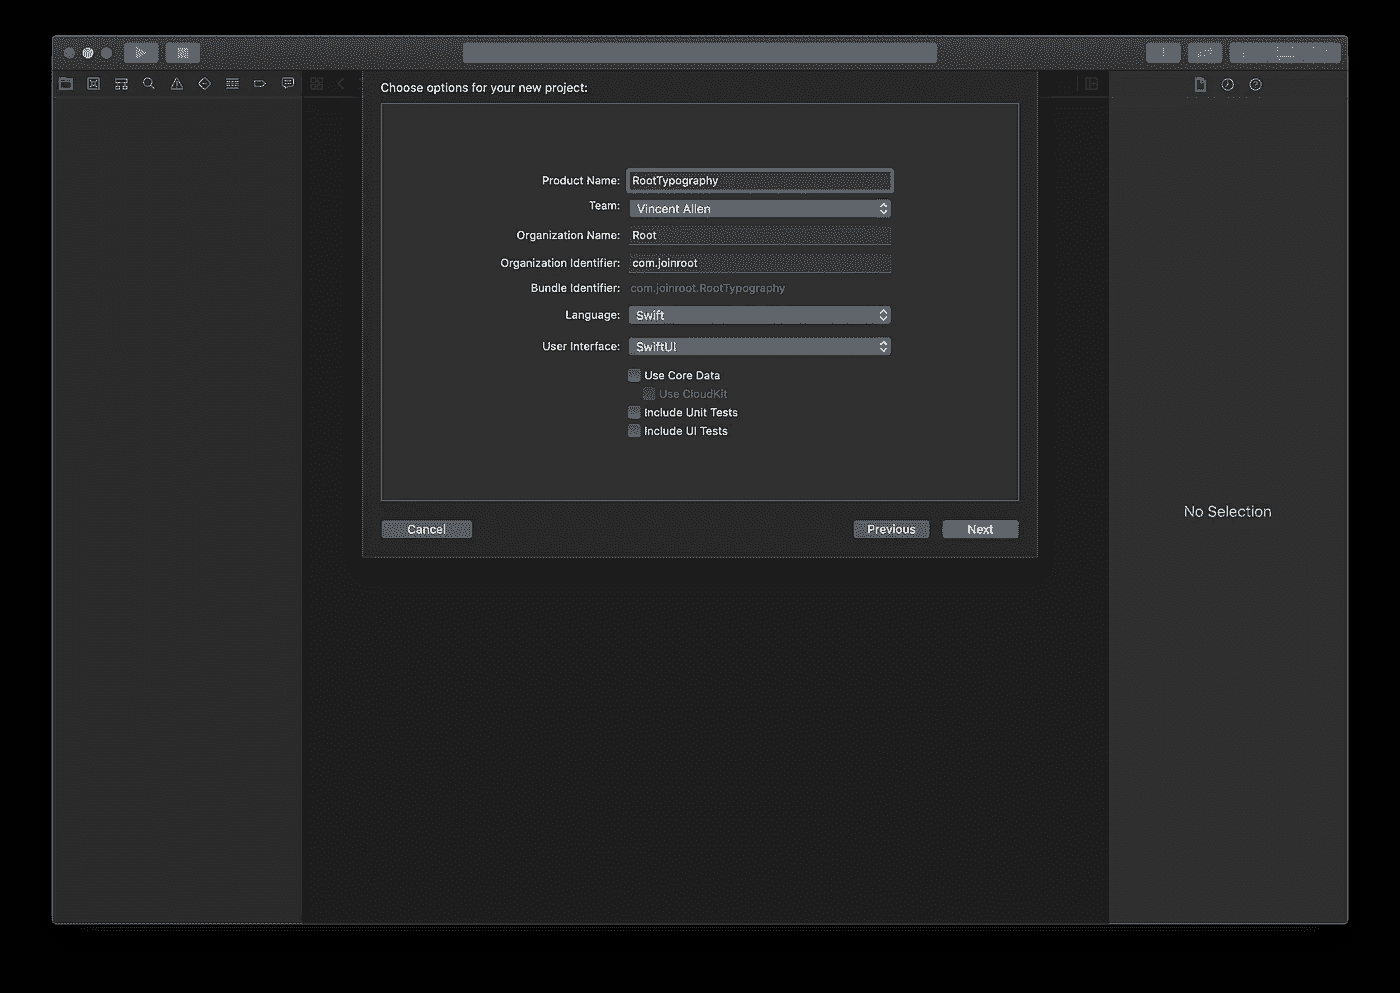 Choose options for your new project:
Product Name: RootTypography
Team: Vincent Allen
Organization Name: Root
Organization Identifier: com.joinroot
Bundle Identifier: com.joinroot.RootTypography
Language: Swift
User Interface: SwiftUI
Use Core Data
Use CloudKit
Include Unit Tests
Include UI Tests
Cancel
Previous
Next
No Selection